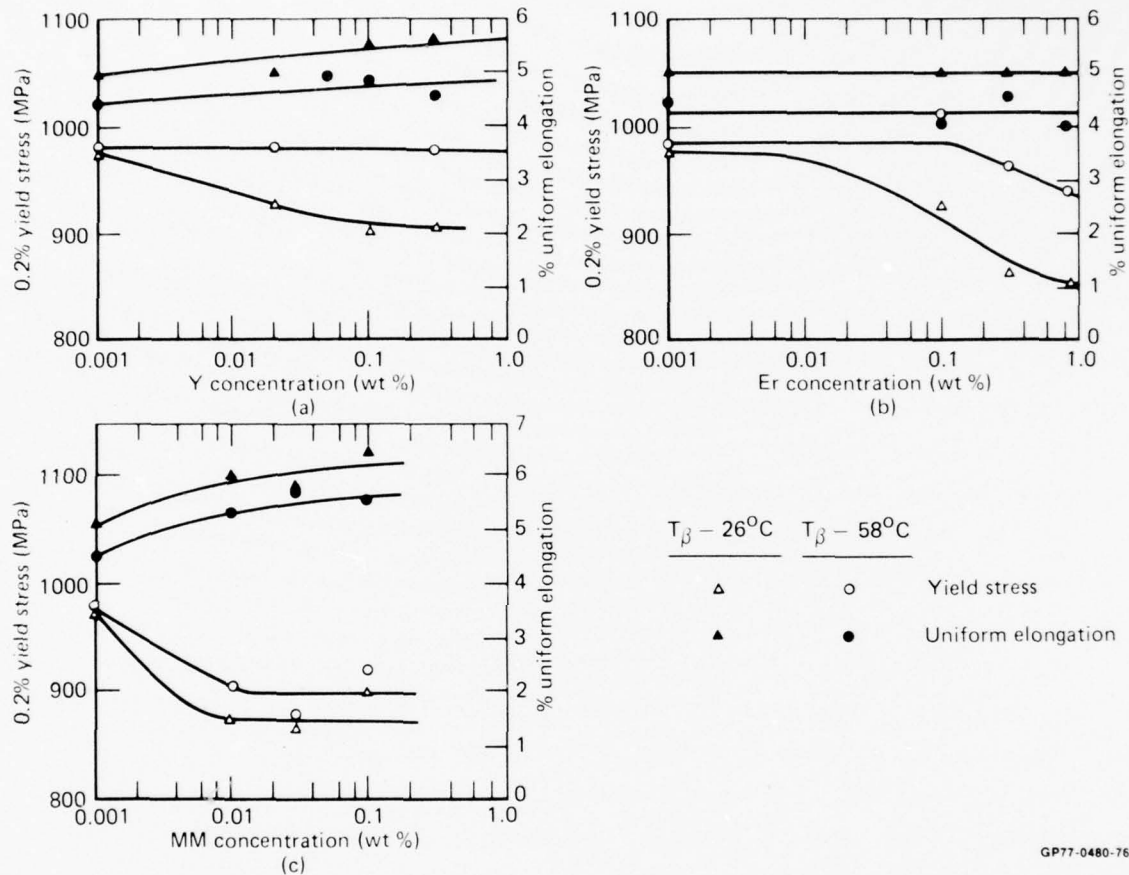 1100
1000
900
800
0.2% yield stress (MPa)
6
5
4
3
2
1
0
% uniform elongation
0.001 0.01 0.1 1.0
Y concentration (wt %)
(a)
1100
1000
900
800
0.2% yield stress (MPa)
6
5
4
3
2
1
0
% uniform elongation
0.001 0.01 0.1 1.0
Er concentration (wt %)
(b)
1100
1000
900
800
0.2% yield stress (MPa)
7
6
5
4
3
2
1
0
% uniform elongation
0.001 0.01 0.1 1.0
MM concentration (wt %)
(c)
Tβ – 26°C Tβ – 58°C
Yield stress
Uniform elongation
GP77-0480-76